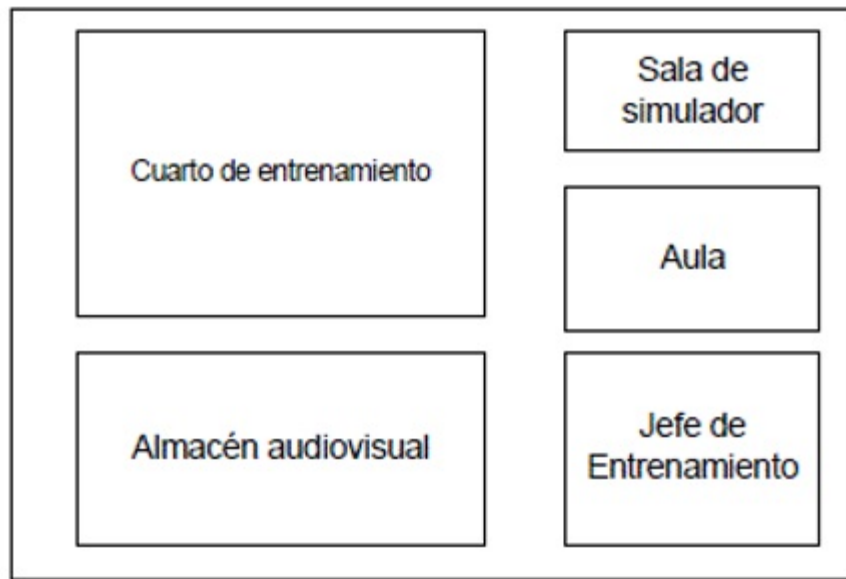 Cuarto de entrenamiento
Sala de
simulador
Aula
Almacén audiovisual
Jefe de
Entrenamiento